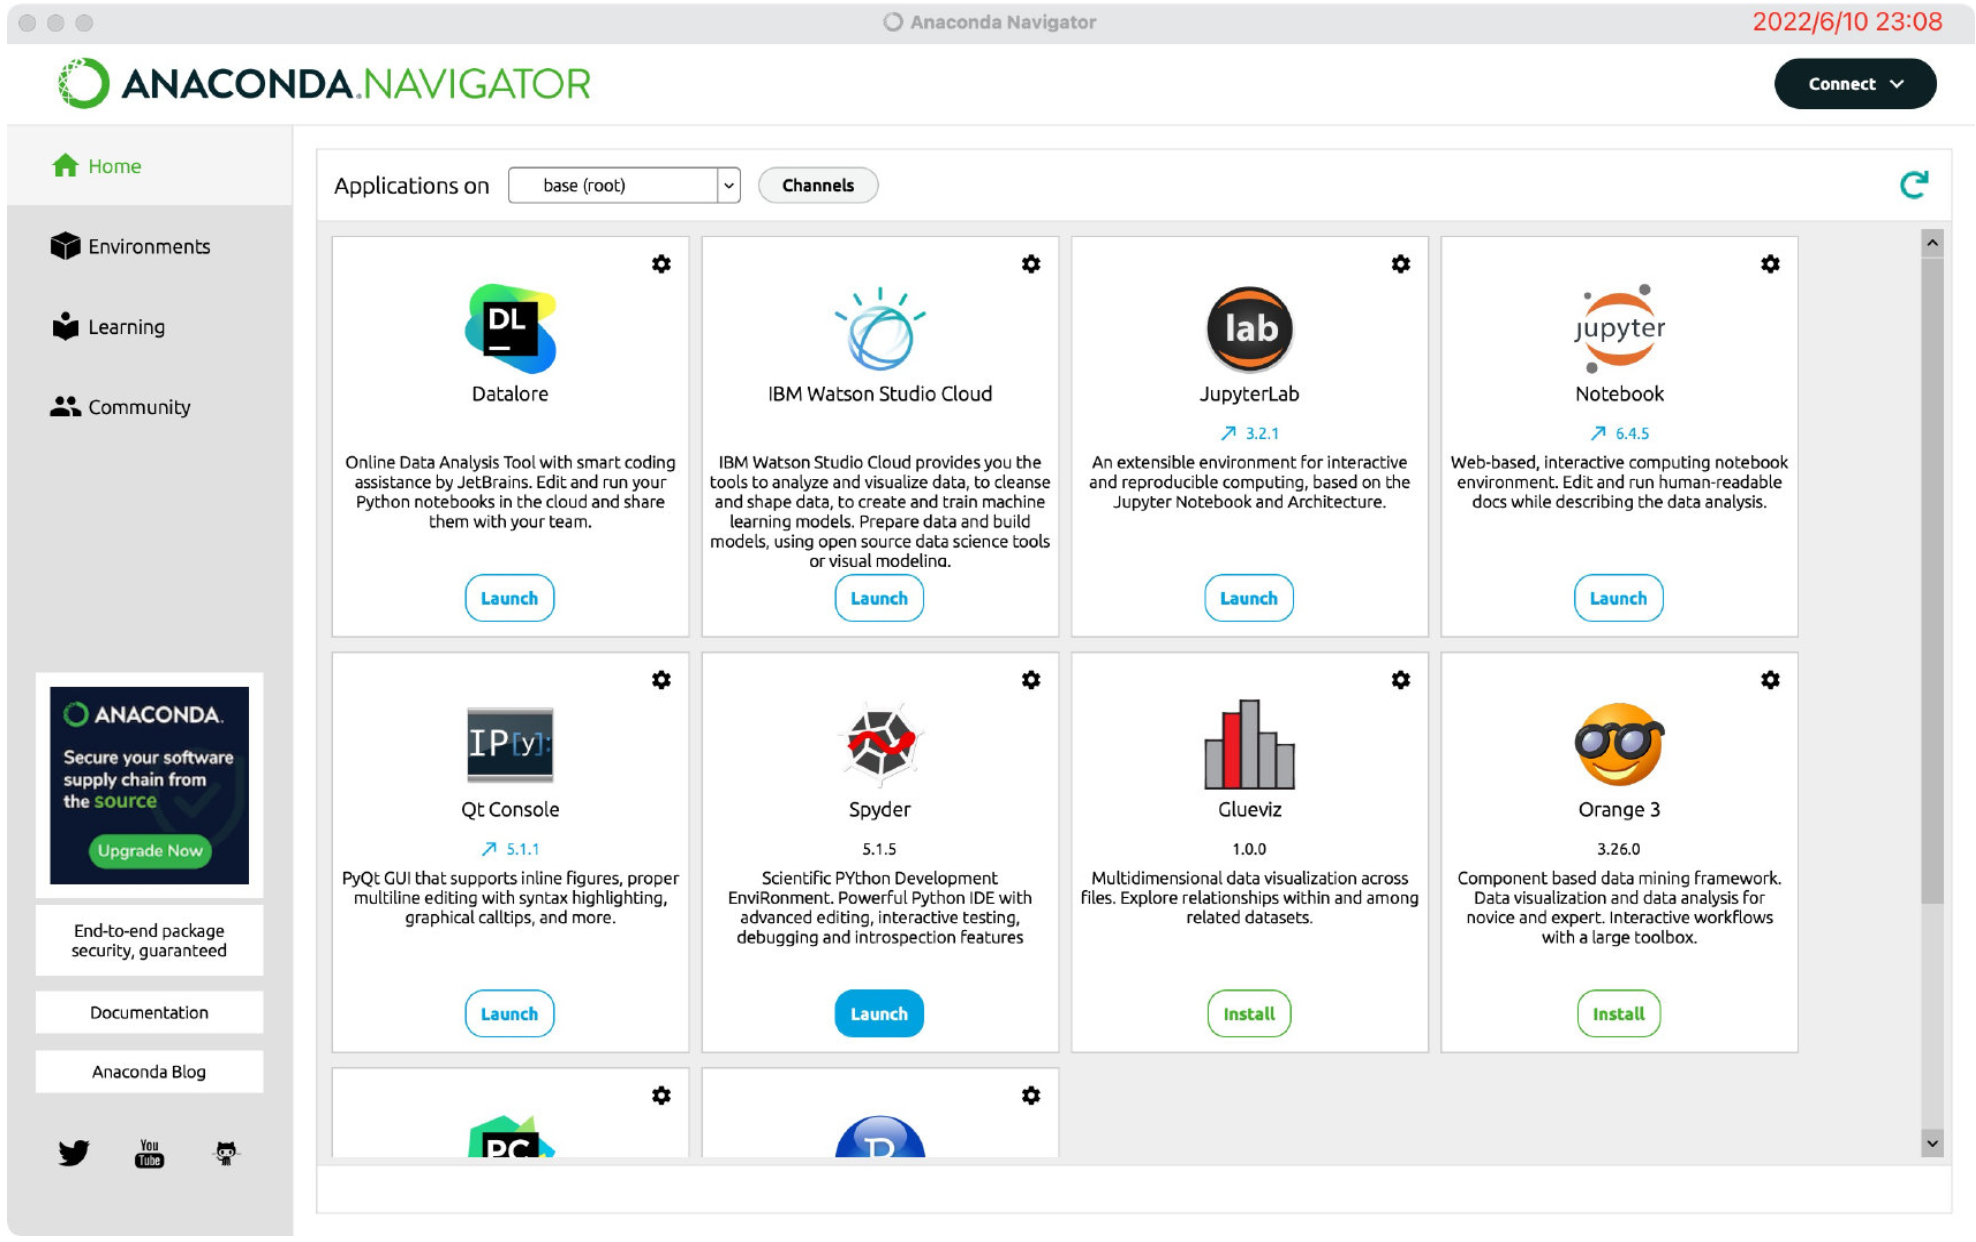 Anaconda Navigator
2022/6/10 23:08
ANACONDA.NAVIGATOR
Connect
Home
Environments
Learning
Community
Applications on
base (root)
Channels
DL
Datalore
Online Data Analysis Tool with smart coding
assistance by JetBrains. Edit and run your
Python notebooks in the cloud and share
them with your team.
Launch
IBM Watson Studio Cloud
IBM Watson Studio Cloud provides you the
tools to analyze and visualize data, to cleanse
and shape data, to create and train machine
learning models. Prepare data and build
models, using open source data science tools
or visual modeling.
Launch
lab
JupyterLab
3.2.1
An extensible environment for interactive
and reproducible computing, based on the
Jupyter Notebook and Architecture.
Launch
jupyter
Notebook
6.4.5
Web-based, interactive computing notebook
environment. Edit and run human-readable
docs while describing the data analysis.
Launch
IP[y]:
Qt Console
5.1.1
PyQt GUI that supports inline figures, proper
multiline editing with syntax highlighting,
graphical calltips, and more.
Launch
Spyder
5.1.5
Scientific PYthon Development
EnviRonment. Powerful Python IDE with
advanced editing, interactive testing,
debugging and introspection features
Launch
Glueviz
1.0.0
Multidimensional data visualization across
files. Explore relationships within and among
related datasets.
Install
Orange 3
3.26.0
Component based data mining framework.
Data visualization and data analysis for
novice and expert. Interactive workflows
with a large toolbox.
Install
PC
ANACONDA.
Secure your software
supply chain from
the source
Upgrade Now
End-to-end package
security, guaranteed
Documentation
Anaconda Blog
You
Tube